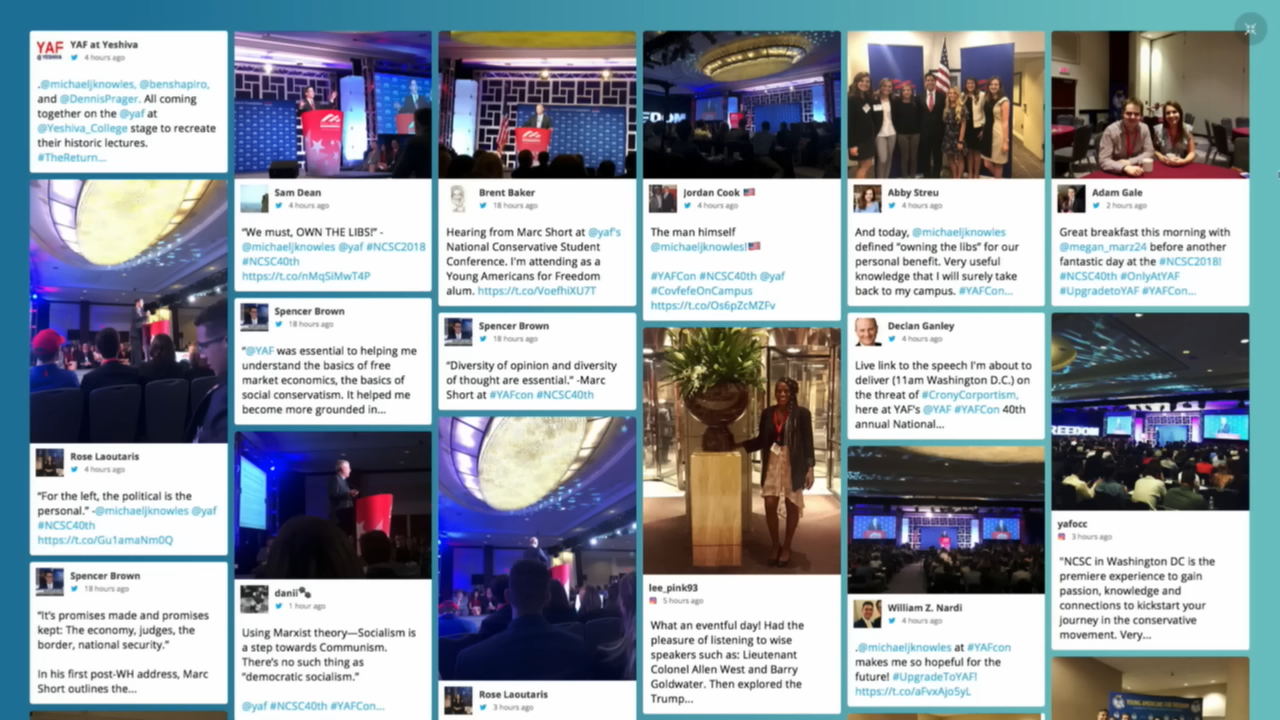 YAF
@YESHIVA
YAF at Yeshiva
4 hours ago
.@michaeljknowles, @benshapiro,
and @DennisPrager. All coming
together on the @yaf at
@Yeshiva_College stage to recreate
their historic lectures.
#TheReturn...
Rose Laoutaris
4 hours ago
“For the left, the political is the
personal.” -@michaeljknowles @yaf
#NCSC40th
https://t.co/Gu1amaNm0Q
Spencer Brown
18 hours ago
“It’s promises made and promises
kept: The economy, judges, the
border, national security.”
In his first post-WH address, Marc
Short outlines the...
Sam Dean
4 hours ago
“We must, OWN THE LIBS!” -
@michaeljknowles @yaf #NCSC2018
#NCSC40th
https://t.co/nMqSiMwT4P
Spencer Brown
18 hours ago
“@YAF was essential to helping me
understand the basics of free
market economics, the basics of
social conservatism. It helped me
become more grounded in...
danii
1 hour ago
Using Marxist theory—Socialism is
a step towards Communism.
There’s no such thing as
“democratic socialism.”
@yaf #NCSC40th #YAFCon...
Brent Baker
18 hours ago
Hearing from Marc Short at @yaf's
National Conservative Student
Conference. I'm attending as a
Young Americans for Freedom
alum. https://t.co/VoefhiXU7T
Spencer Brown
18 hours ago
“Diversity of opinion and diversity
of thought are essential.” -Marc
Short at #YAFcon #NCSC40th
Rose Laoutaris
3 hours ago
Jordan Cook
4 hours ago
The man himself
@michaeljknowles!
#YAFCon #NCSC40th @yaf
#CovfefeOnCampus
https://t.co/Os6pZcMZFv
lee_pink93
5 hours ago
What an eventful day! Had the
pleasure of listening to wise
speakers such as: Lieutenant
Colonel Allen West and Barry
Goldwater. Then explored the
Trump...
Abby Streu
4 hours ago
And today, @michaeljknowles
defined “owning the libs” for our
personal benefit. Very useful
knowledge that I will surely take
back to my campus. #YAFCon...
Declan Ganley
4 hours ago
Live link to the speech I'm about to
deliver (11am Washington D.C.) on
the threat of #CronyCorportism,
here at YAF's @YAF #YAFCon 40th
annual National...
William Z. Nardi
4 hours ago
.@michaeljknowles at #YAFcon
makes me so hopeful for the
future! #UpgradeToYAF!
https://t.co/aFvxAjo5yL
Adam Gale
2 hours ago
Great breakfast this morning with
@megan_marz24 before another
fantastic day at the #NCSC2018!
#NCSC40th #OnlyAtYAF
#UpgradetoYAF #YAFCon...
REEDOM
yafocc
3 hours ago
"NCSC in Washington DC is the
premiere experience to gain
passion, knowledge and
connections to kickstart your
journey in the conservative
movement. Very...
YOUNG AMERICANS FOR FREEDOM